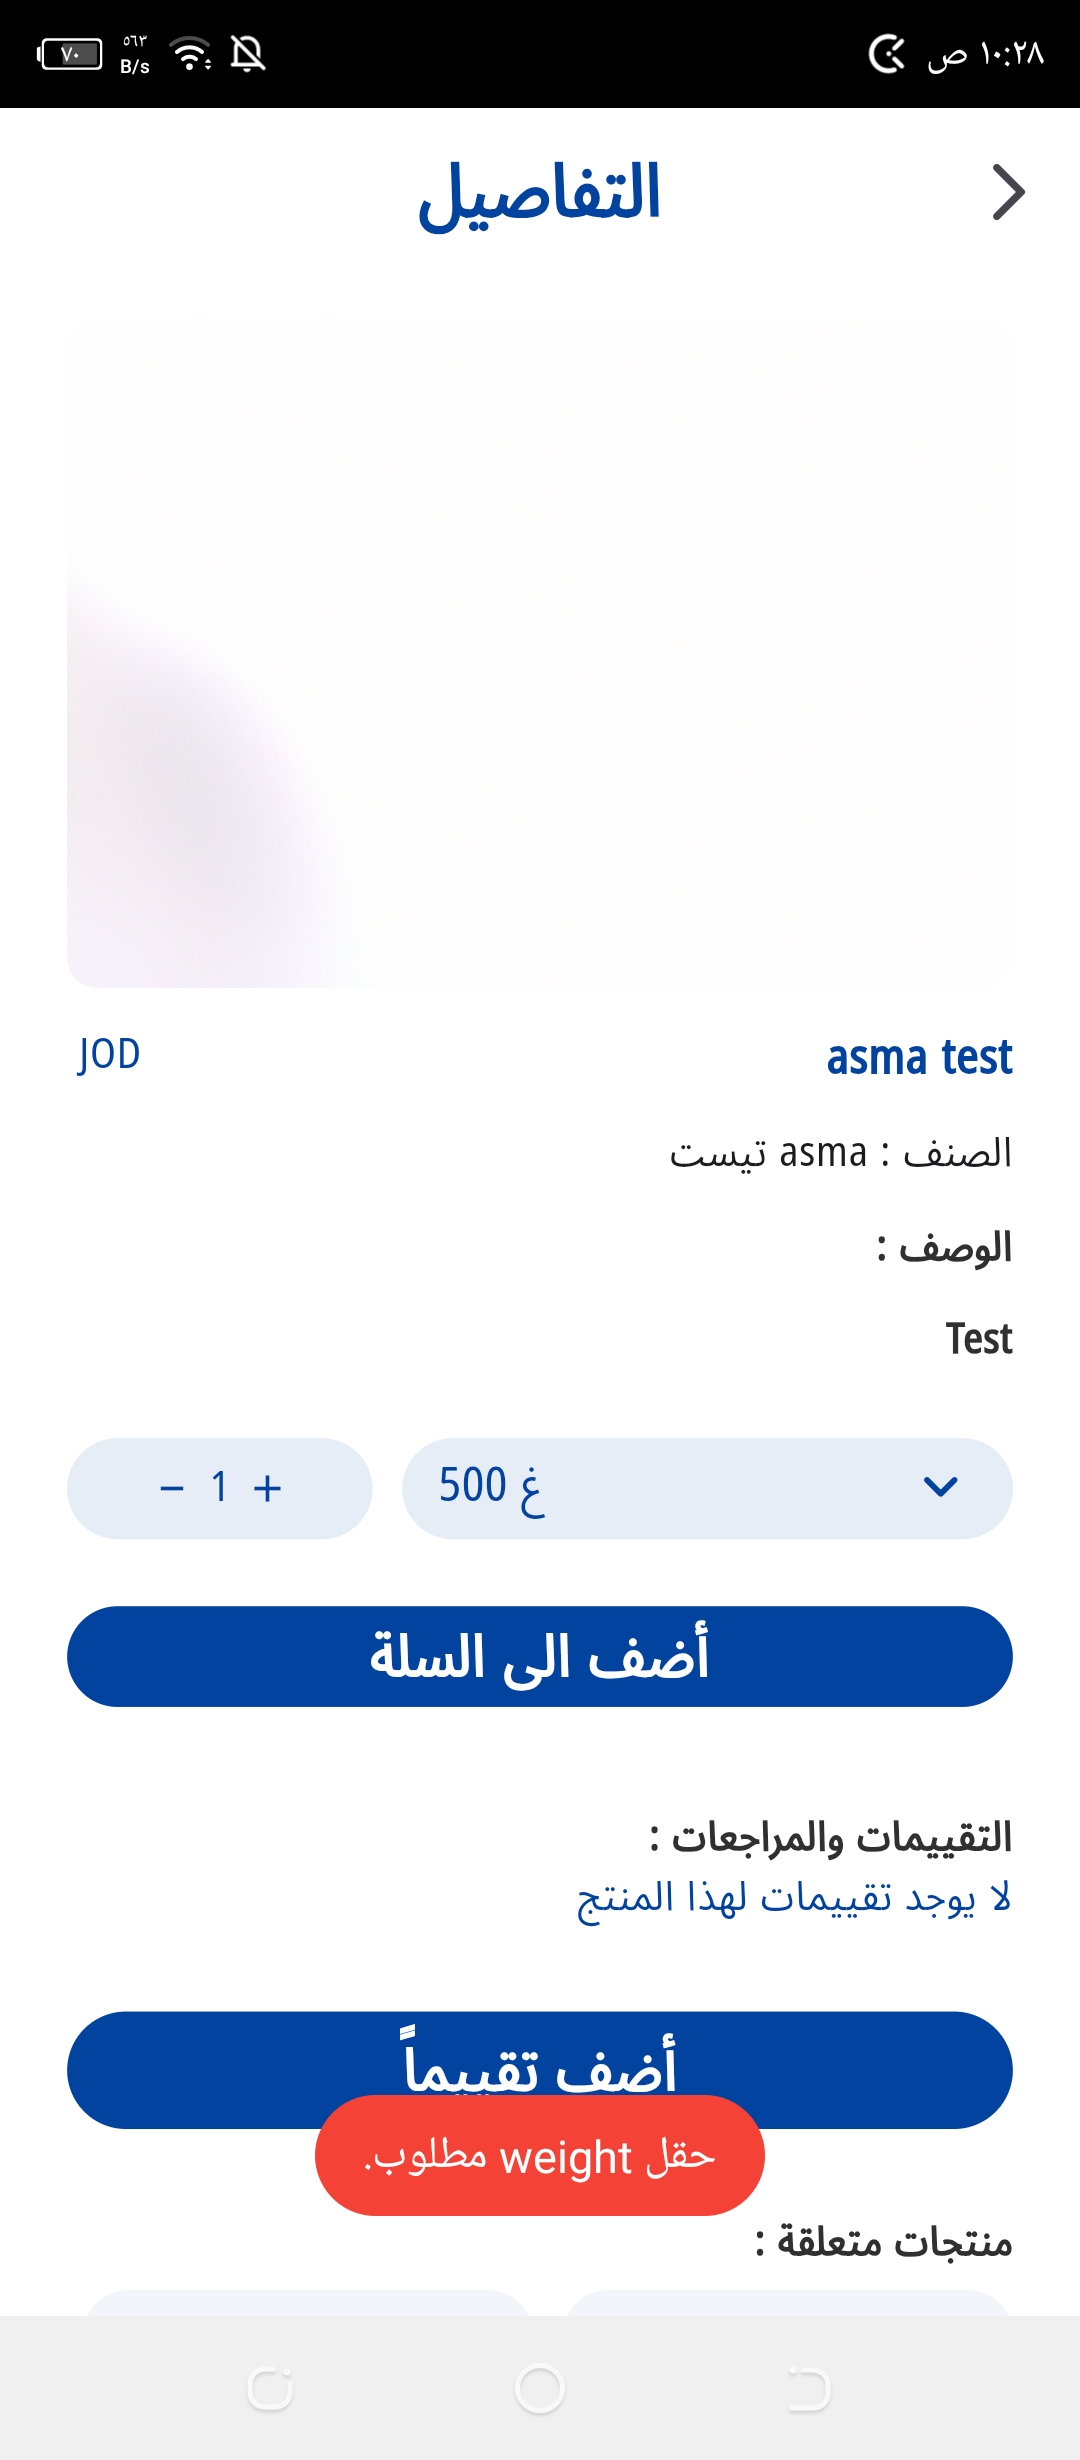 ١٠:٢٨ ص
٥٦٣
B/s
٧٠
التفاصيل
asma test
JOD
الصنف : asma تيست
الوصف :
Test
500 غ
− 1 +
أضف الى السلة
التقييمات والمراجعات :
لا يوجد تقييمات لهذا المنتج
أضف تقييماً
حقل weight مطلوب.
منتجات متعلقة :